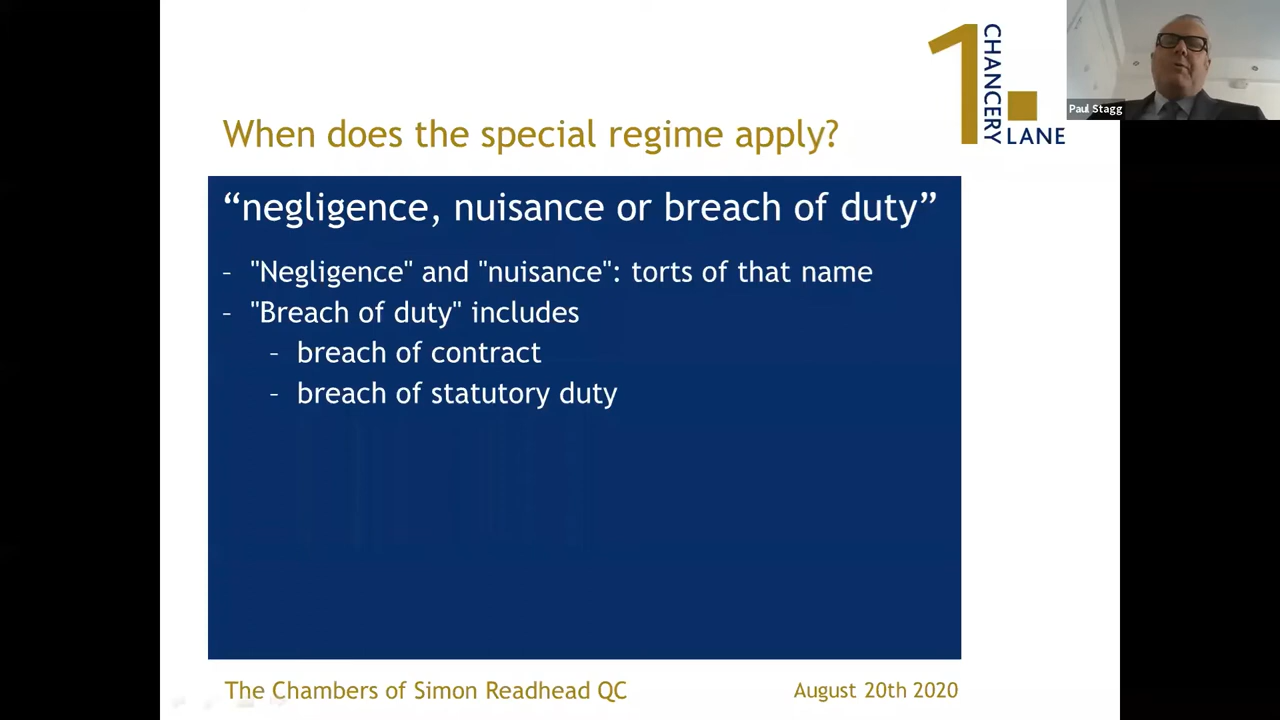 1 CHANCERY LANE
Paul Stagg
When does the special regime apply?
“negligence, nuisance or breach of duty”
- "Negligence" and "nuisance": torts of that name
- "Breach of duty" includes
- breach of contract
- breach of statutory duty
The Chambers of Simon Readhead QC
August 20th 2020